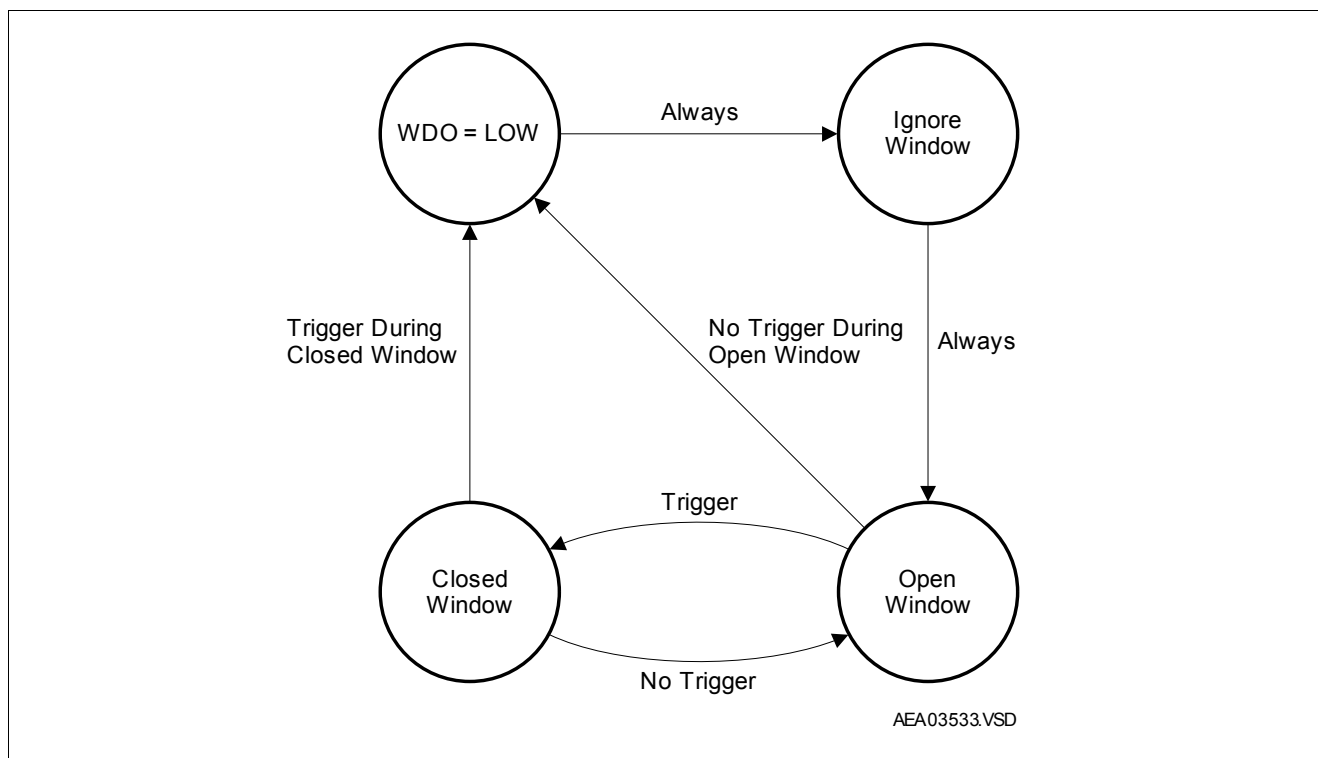 WDO = LOW
Always
Ignore
Window
Trigger During
Closed Window
No Trigger During
Open Window
Always
Trigger
Closed
Window
Open
Window
No Trigger
AEA03533.VSD